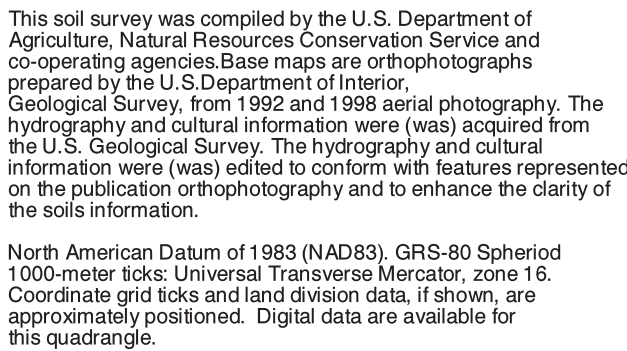 This soil survey was compiled by the U.S. Department of
Agriculture, Natural Resources Conservation Service and
co-operating agencies.Base maps are orthophotographs
prepared by the U.S.Department of Interior,
Geological Survey, from 1992 and 1998 aerial photography. The
hydrography and cultural information were (was) acquired from
the U.S. Geological Survey. The hydrography and cultural
information were (was) edited to conform with features represented
on the publication orthophotography and to enhance the clarity of
the soils information.

North American Datum of 1983 (NAD83). GRS-80 Spheriod
1000-meter ticks: Universal Transverse Mercator, zone 16.
Coordinate grid ticks and land division data, if shown, are
approximately positioned.  Digital data are available for
this quadrangle.